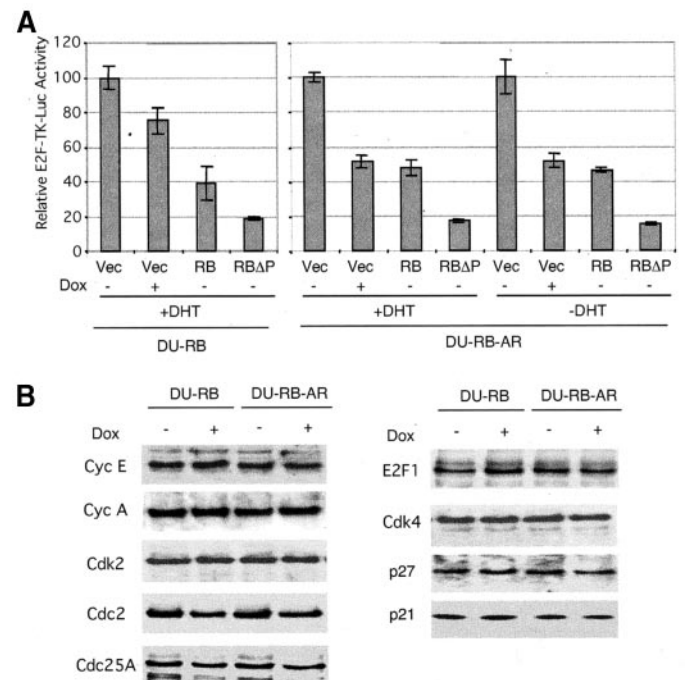 A
120
100
80
60
40
20
0
Relative E2F-TK-Luc Activity
Vec Vec RB RBΔP Vec Vec RB RBΔP Vec Vec RB RBΔP
Dox - + - - - + - - - + - -
+DHT +DHT -DHT
DU-RB DU-RB-AR
B
DU-RB DU-RB-AR
Dox - + - +
Cyc E
Cyc A
Cdk2
Cdc2
Cdc25A
DU-RB DU-RB-AR
Dox - + - +
E2F1
Cdk4
p27
p21